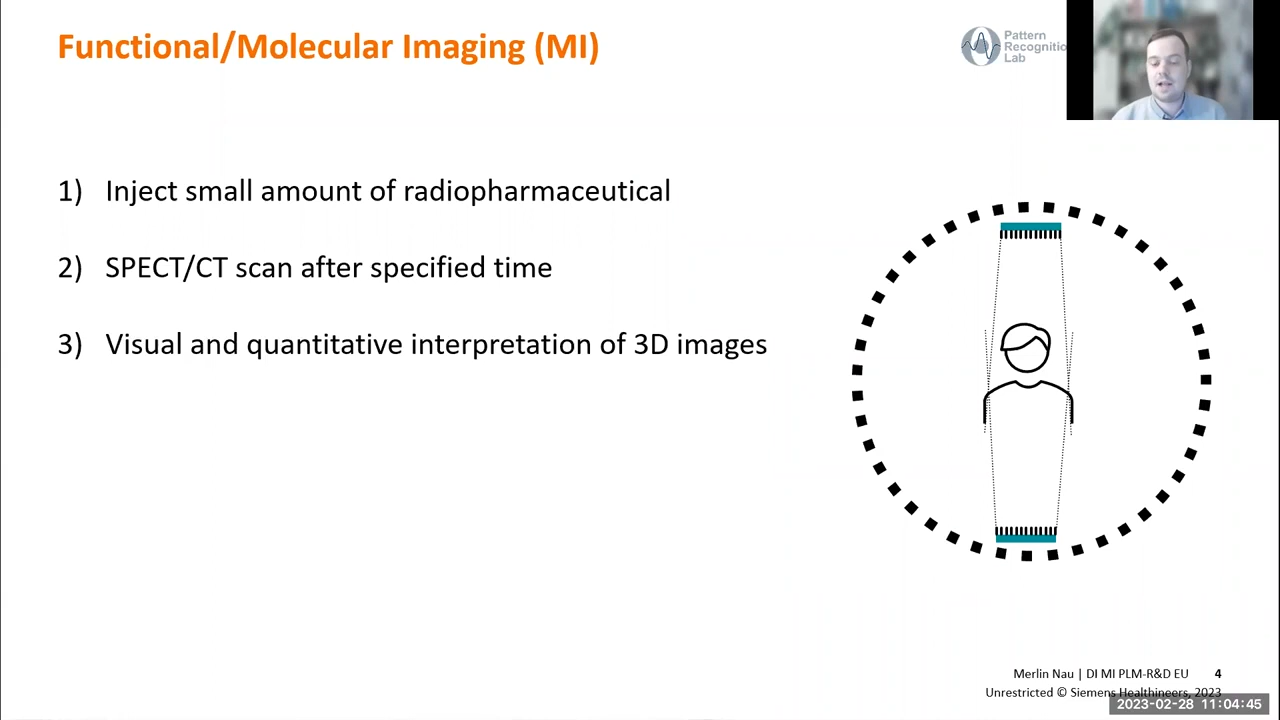 Functional/Molecular Imaging (MI)
Pattern
Recognitio
Lab
1) Inject small amount of radiopharmaceutical
2) SPECT/CT scan after specified time
3) Visual and quantitative interpretation of 3D images
Merlin Nau | DI MI PLM-R&D EU 4
Unrestricted © Siemens Healthineers, 2023
2023-02-28 11:04:45